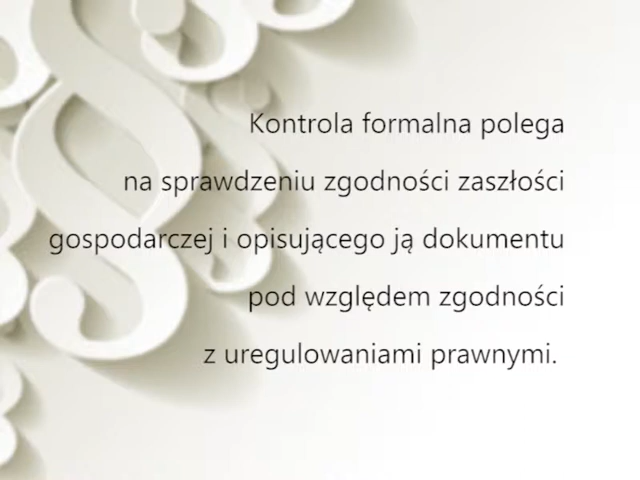 Kontrola formalna polega
na sprawdzeniu zgodności zaszłości
gospodarczej i opisującego ją dokumentu
pod względem zgodności
z uregulowaniami prawnymi.